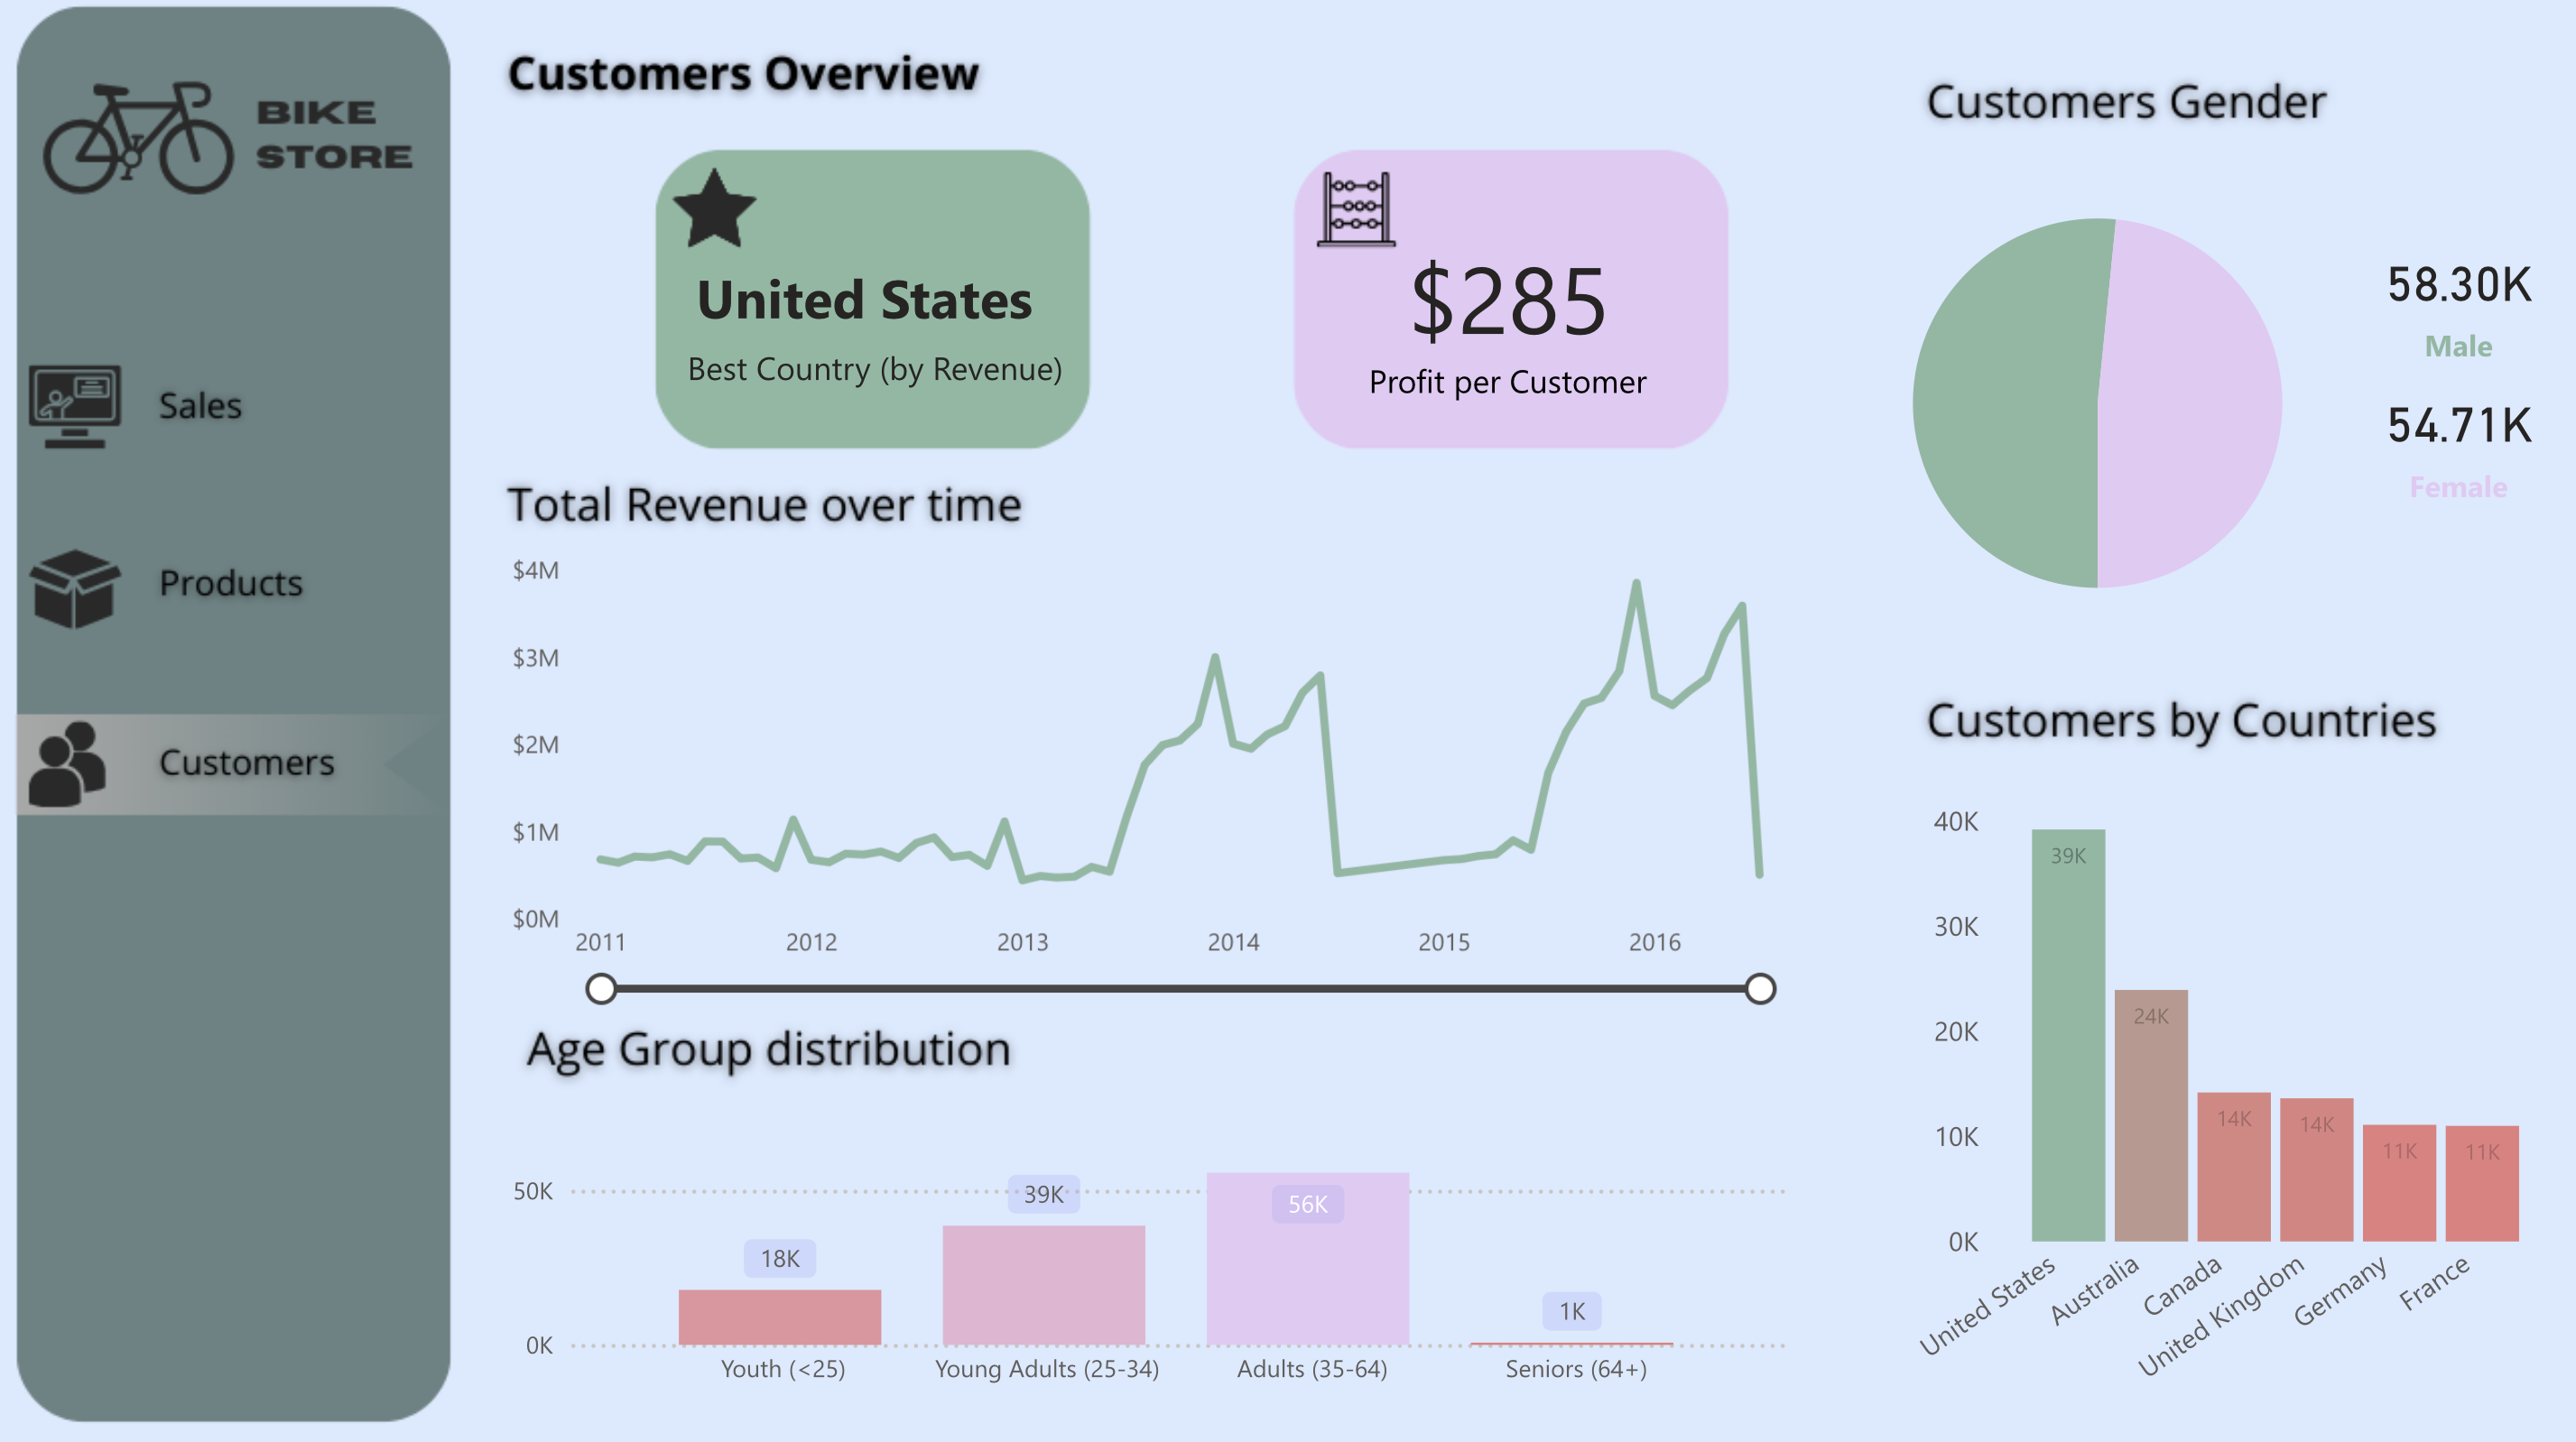 BIKE
STORE
Sales
Products
Customers
Customers Overview
United States
Best Country (by Revenue)
$285
Profit per Customer
Total Revenue over time
$4M
$3M
$2M
$1M
$0M
2011 2012 2013 2014 2015 2016
Age Group distribution
50K
0K
18K
39K
56K
1K
Youth (<25) Young Adults (25-34) Adults (35-64) Seniors (64+)
Customers Gender
58.30K
Male
54.71K
Female
Customers by Countries
40K
30K
20K
10K
0K
39K
24K
14K
14K
11K
11K
United States
Australia
Canada
United Kingdom
Germany
France